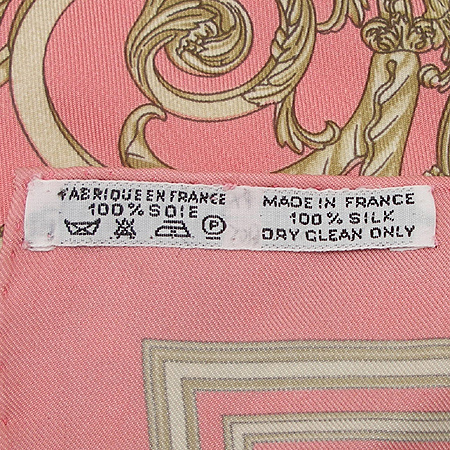 FABRIQUE EN FRANCE
100% SOIE
P
MADE IN FRANCE
100% SILK
DRY CLEAN ONLY